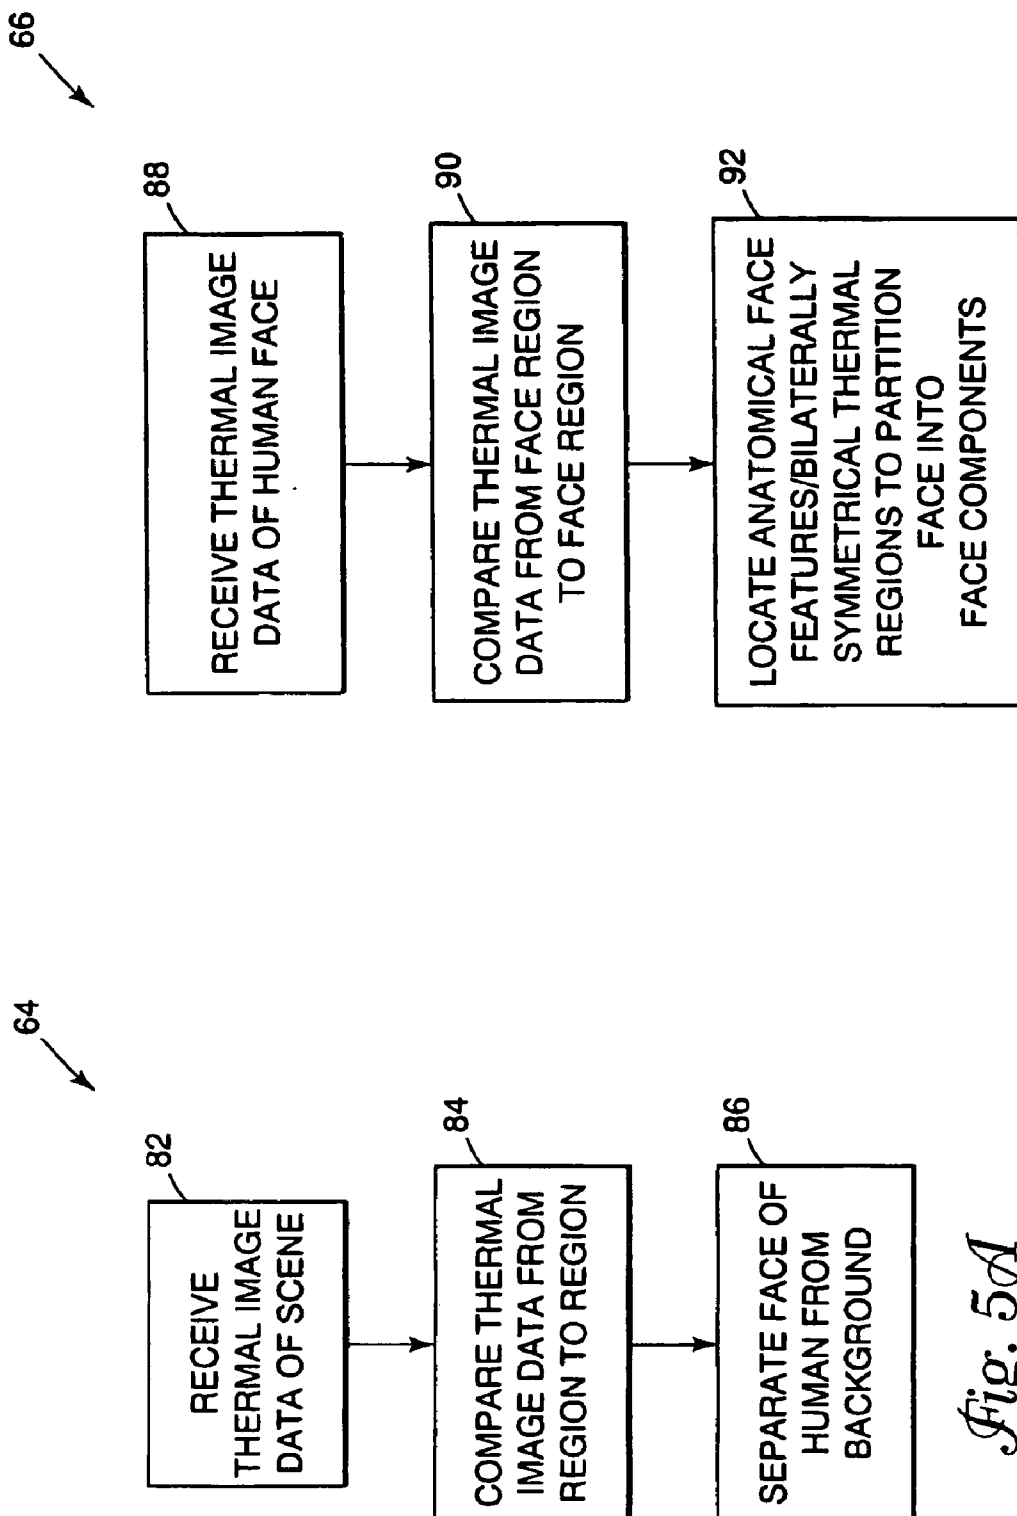 64
82
RECEIVE
THERMAL IMAGE
DATA OF SCENE
84
COMPARE THERMAL
IMAGE DATA FROM
REGION TO REGION
86
SEPARATE FACE OF
HUMAN FROM
BACKGROUND
Fig. 5A
66
88
RECEIVE THERMAL IMAGE
DATA OF HUMAN FACE
90
COMPARE THERMAL IMAGE
DATA FROM FACE REGION
TO FACE REGION
92
LOCATE ANATOMICAL FACE
FEATURES/BILATERALLY
SYMMETRICAL THERMAL
REGIONS TO PARTITION
FACE INTO
FACE COMPONENTS